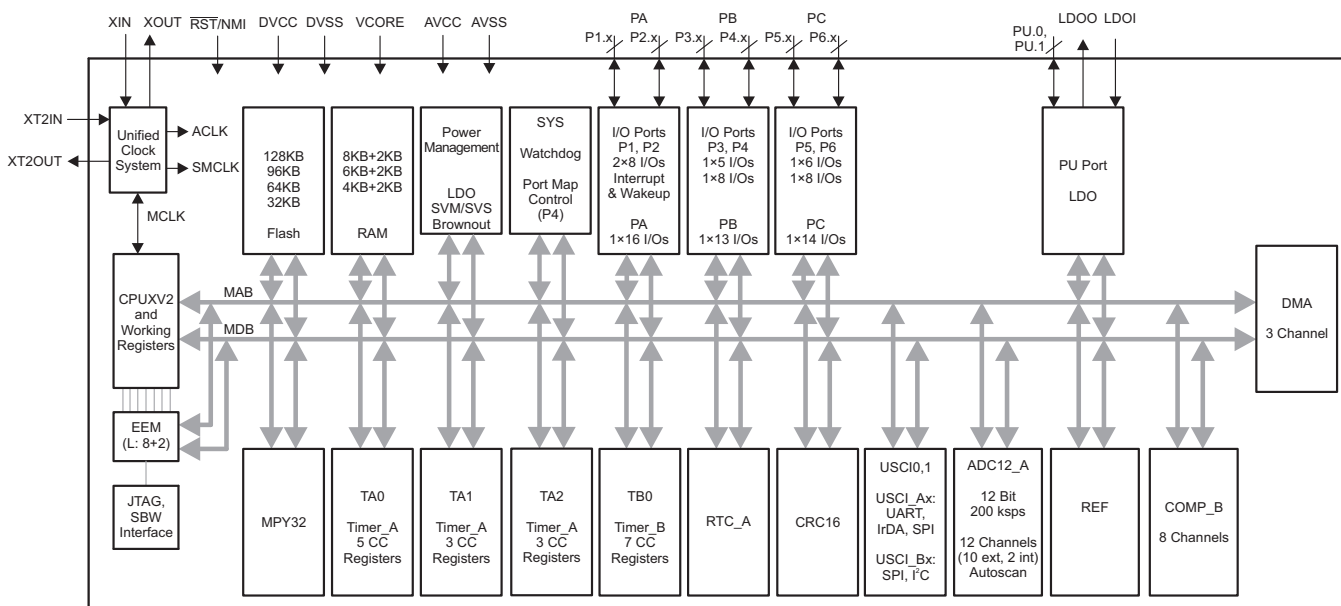 XIN XOUT RST/NMI DVCC DVSS VCORE AVCC AVSS PA PB PC LDOO LDOI
P1.x P2.x P3.x P4.x P5.x P6.x PU.0,
PU.1
XT2IN
XT2OUT
Unified
Clock
System
ACLK
SMCLK
MCLK
128KB
96KB
64KB
32KB
Flash
8KB+2KB
6KB+2KB
4KB+2KB
RAM
Power
Management
LDO
SVM/SVS
Brownout
SYS
Watchdog
Port Map
Control
(P4)
I/O Ports
P1, P2
2×8 I/Os
Interrupt
& Wakeup
PA
1×16 I/Os
I/O Ports
P3, P4
1×5 I/Os
1×8 I/Os
PB
1×13 I/Os
I/O Ports
P5, P6
1×6 I/Os
1×8 I/Os
PC
1×14 I/Os
PU Port
LDO
CPUXV2
and
Working
Registers
MAB
MDB
DMA
3 Channel
EEM
(L: 8+2)
JTAG,
SBW
Interface
MPY32
TA0
Timer_A
5 CC
Registers
TA1
Timer_A
3 CC
Registers
TA2
Timer_A
3 CC
Registers
TB0
Timer_B
7 CC
Registers
RTC_A
CRC16
USCI0,1
USCI_Ax:
UART,
IrDA, SPI
USCI_Bx:
SPI, I²C
ADC12_A
12 Bit
200 ksps
12 Channels
(10 ext, 2 int)
Autoscan
REF
COMP_B
8 Channels